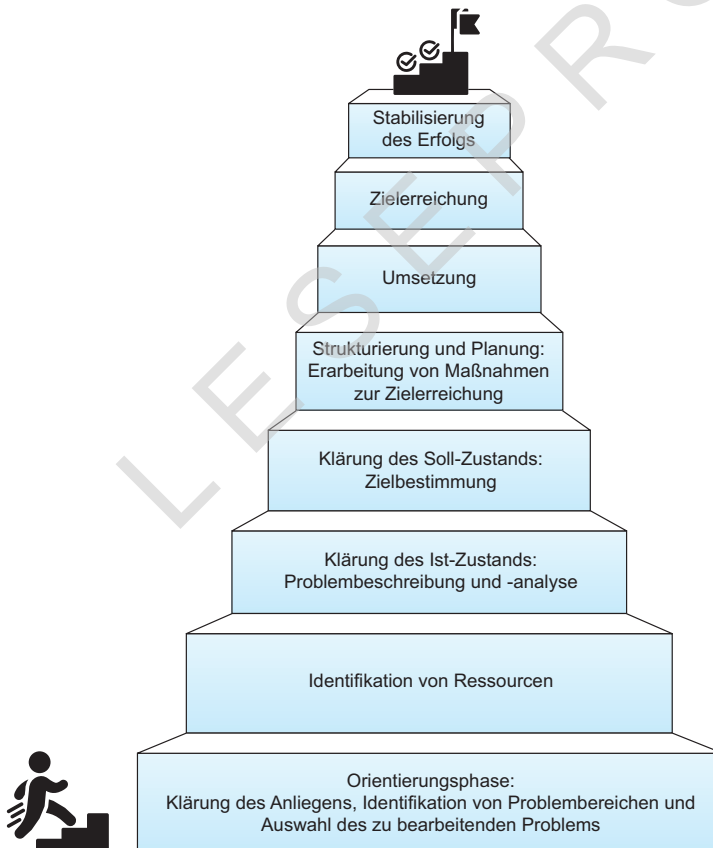 Stabilisierung
des Erfolgs
Zielerreichung
Umsetzung
Strukturierung und Planung:
Erarbeitung von Maßnahmen
zur Zielerreichung
Klärung des Soll-Zustands:
Zielbestimmung
Klärung des Ist-Zustands:
Problembeschreibung und -analyse
Identifikation von Ressourcen
Orientierungsphase:
Klärung des Anliegens, Identifikation von Problembereichen und
Auswahl des zu bearbeitenden Problems
LESEPRO